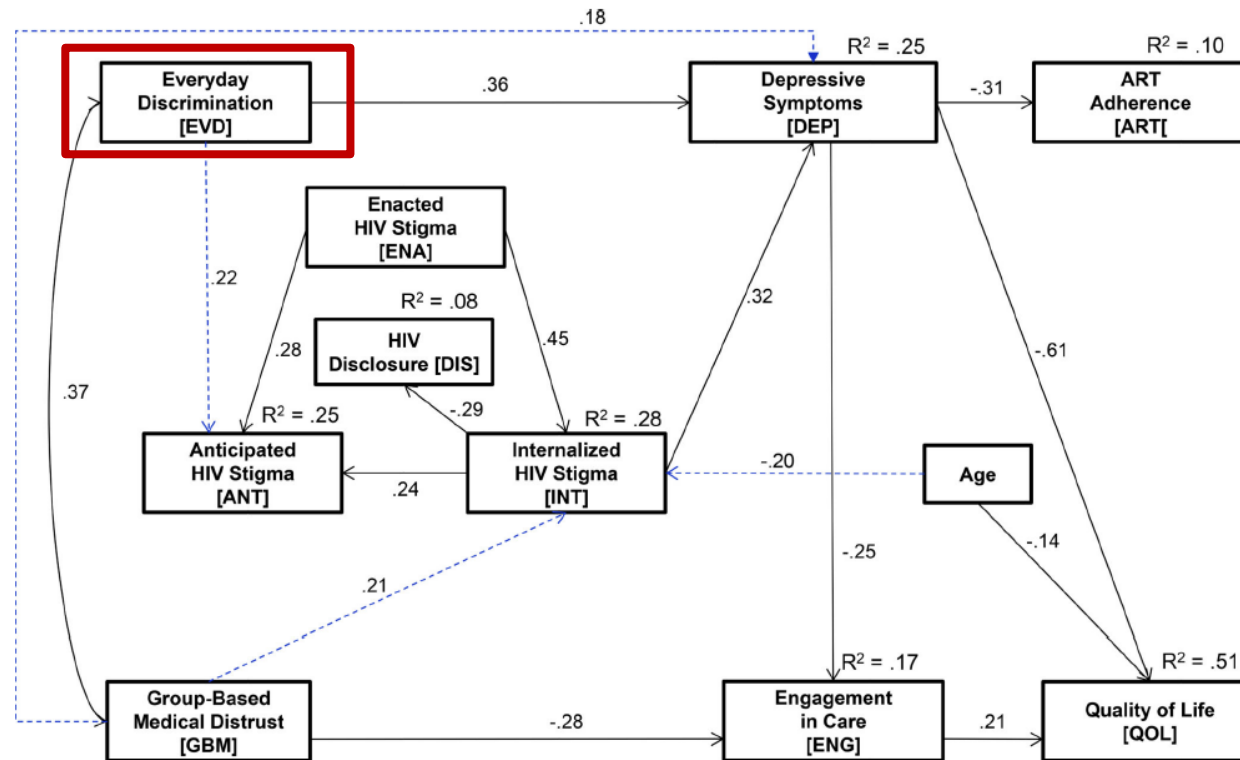 .18
R² = .25
R² = .10
Everyday
Discrimination
[EVD]
.36
Depressive
Symptoms
[DEP]
-.31
ART
Adherence
[ART[
Enacted
HIV Stigma
[ENA]
.22
.32
R² = .08
HIV
Disclosure [DIS]
.28
.45
-.61
.37
-.29
R² = .25
R² = .28
Anticipated
HIV Stigma
[ANT]
.24
Internalized
HIV Stigma
[INT]
-.20
Age
-.14
-.25
.21
R² = .17
R² = .51
Group-Based
Medical Distrust
[GBM]
-.28
Engagement
in Care
[ENG]
.21
Quality of Life
[QOL]